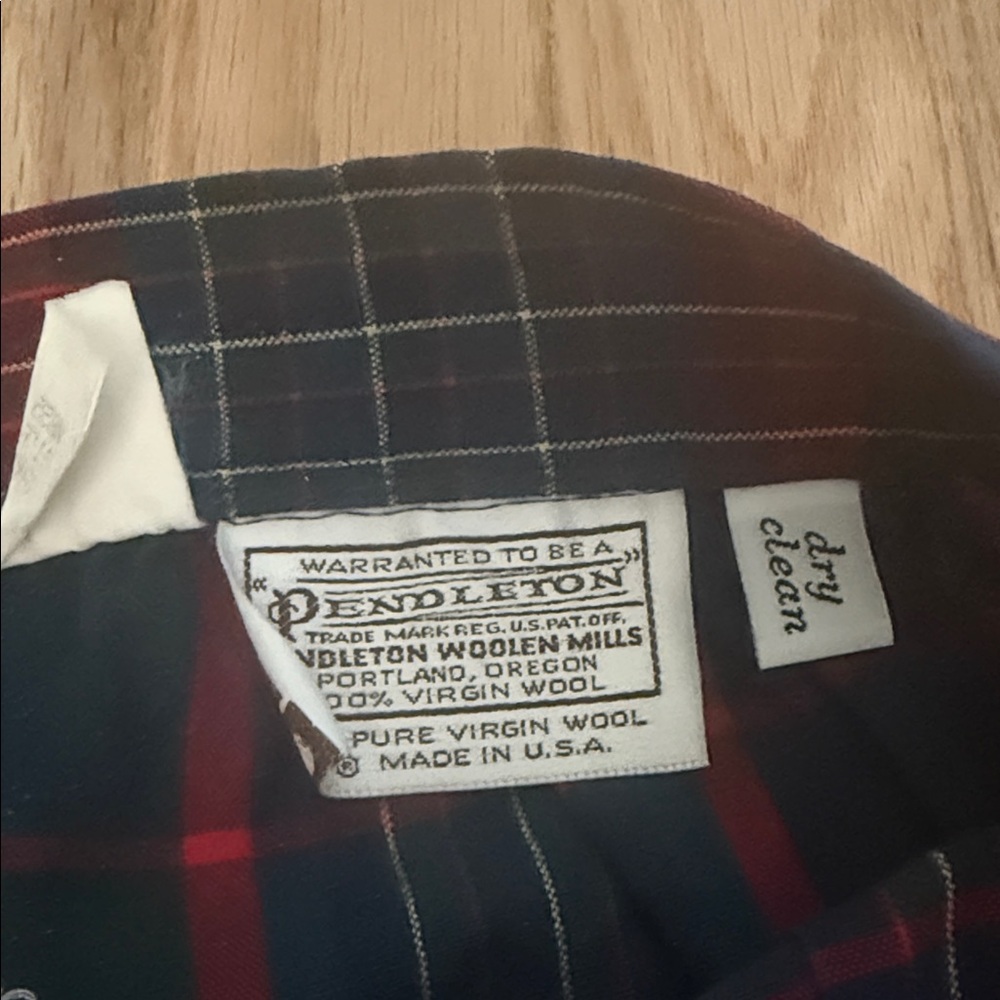 WARRANTED TO BE A
"PENDLETON"
TRADE MARK REG. U.S. PAT. OFF.
NDLETON WOOLEN MILLS
PORTLAND, OREGON
00% VIRGIN WOOL
PURE VIRGIN WOOL
® MADE IN U.S.A.
dry
clean